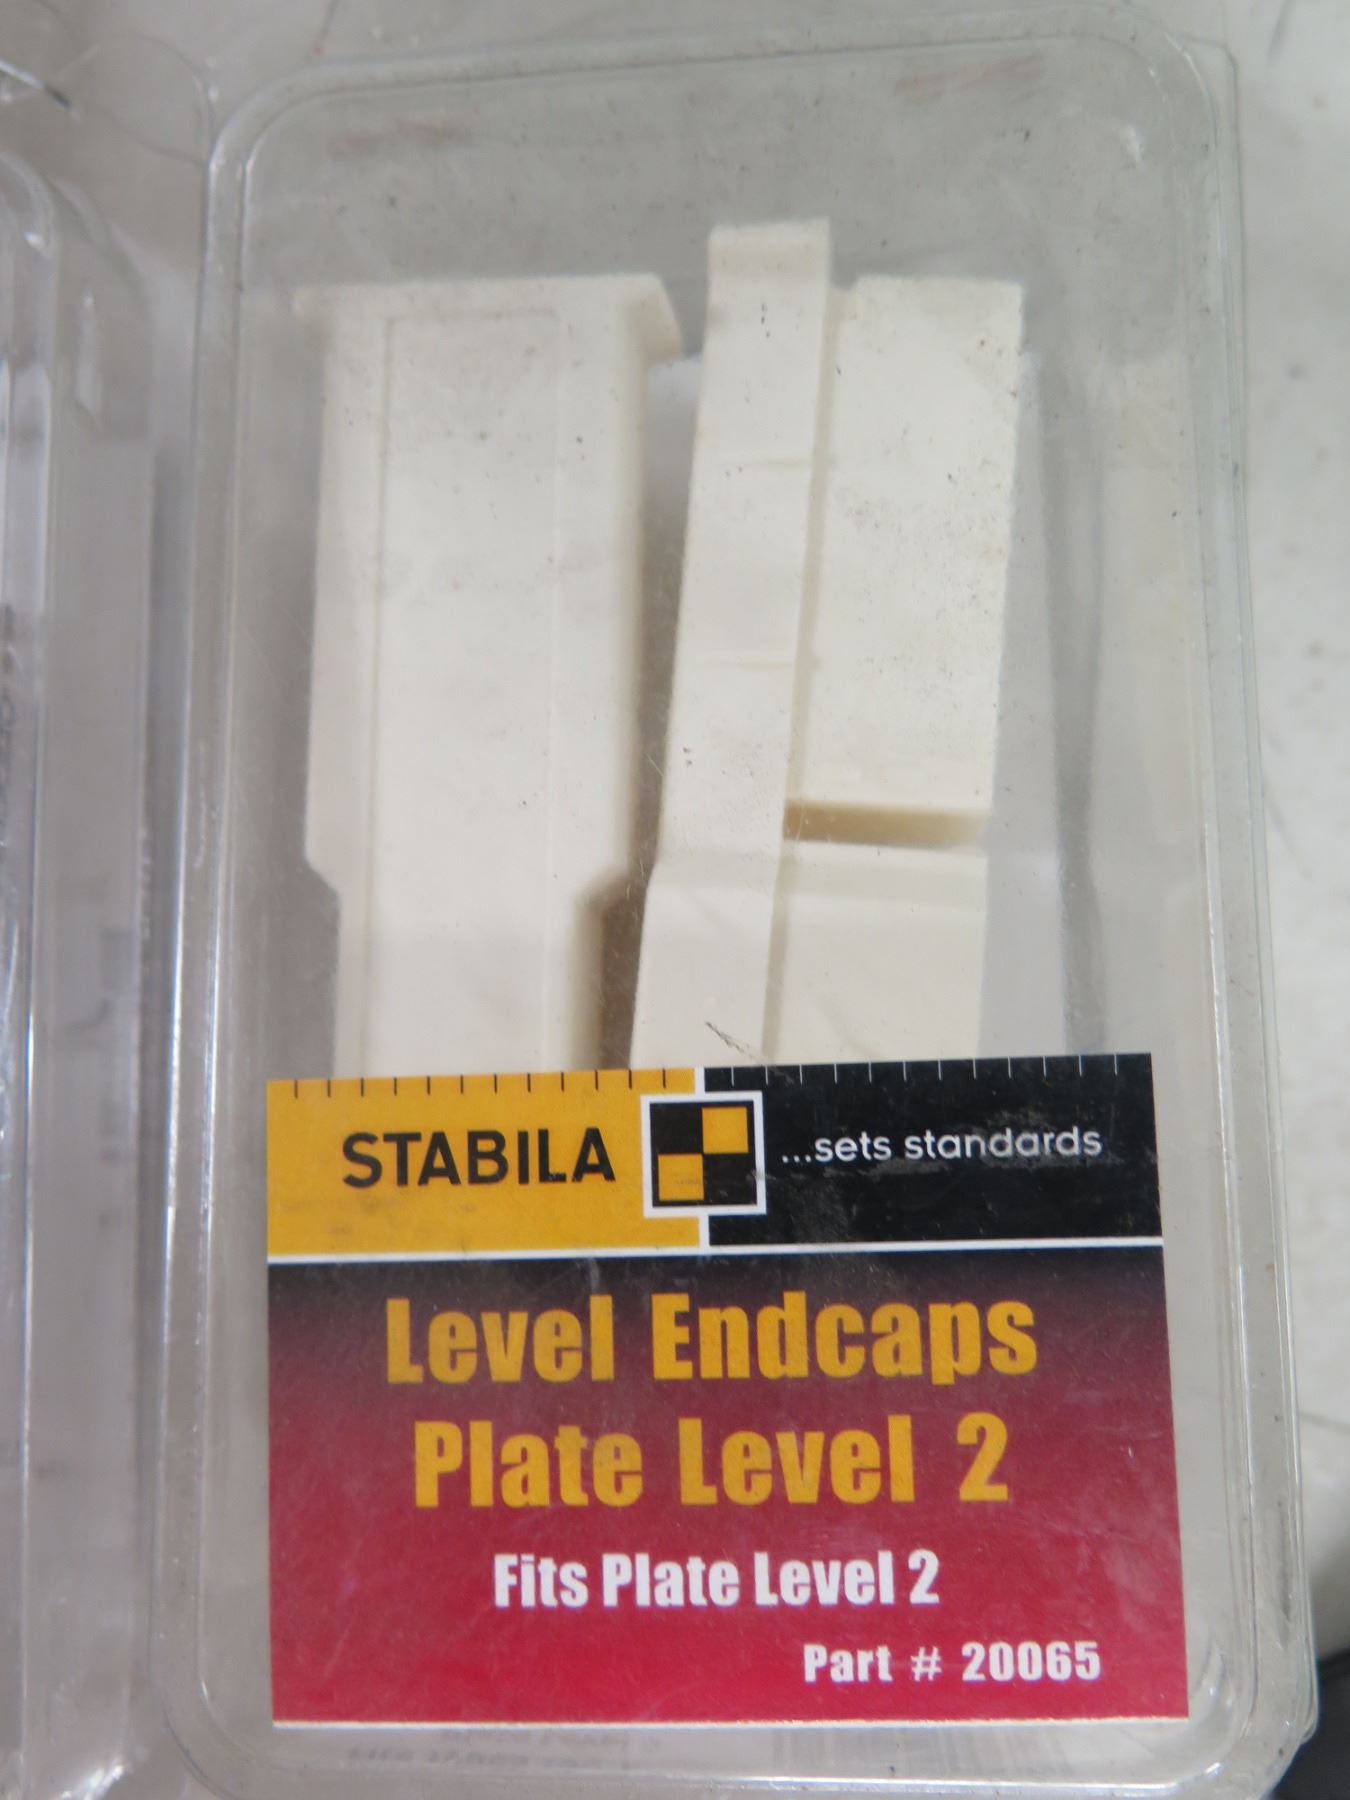 STABILA ...sets standards
Level Endcaps
Plate Level 2
Fits Plate Level 2
Part # 20065